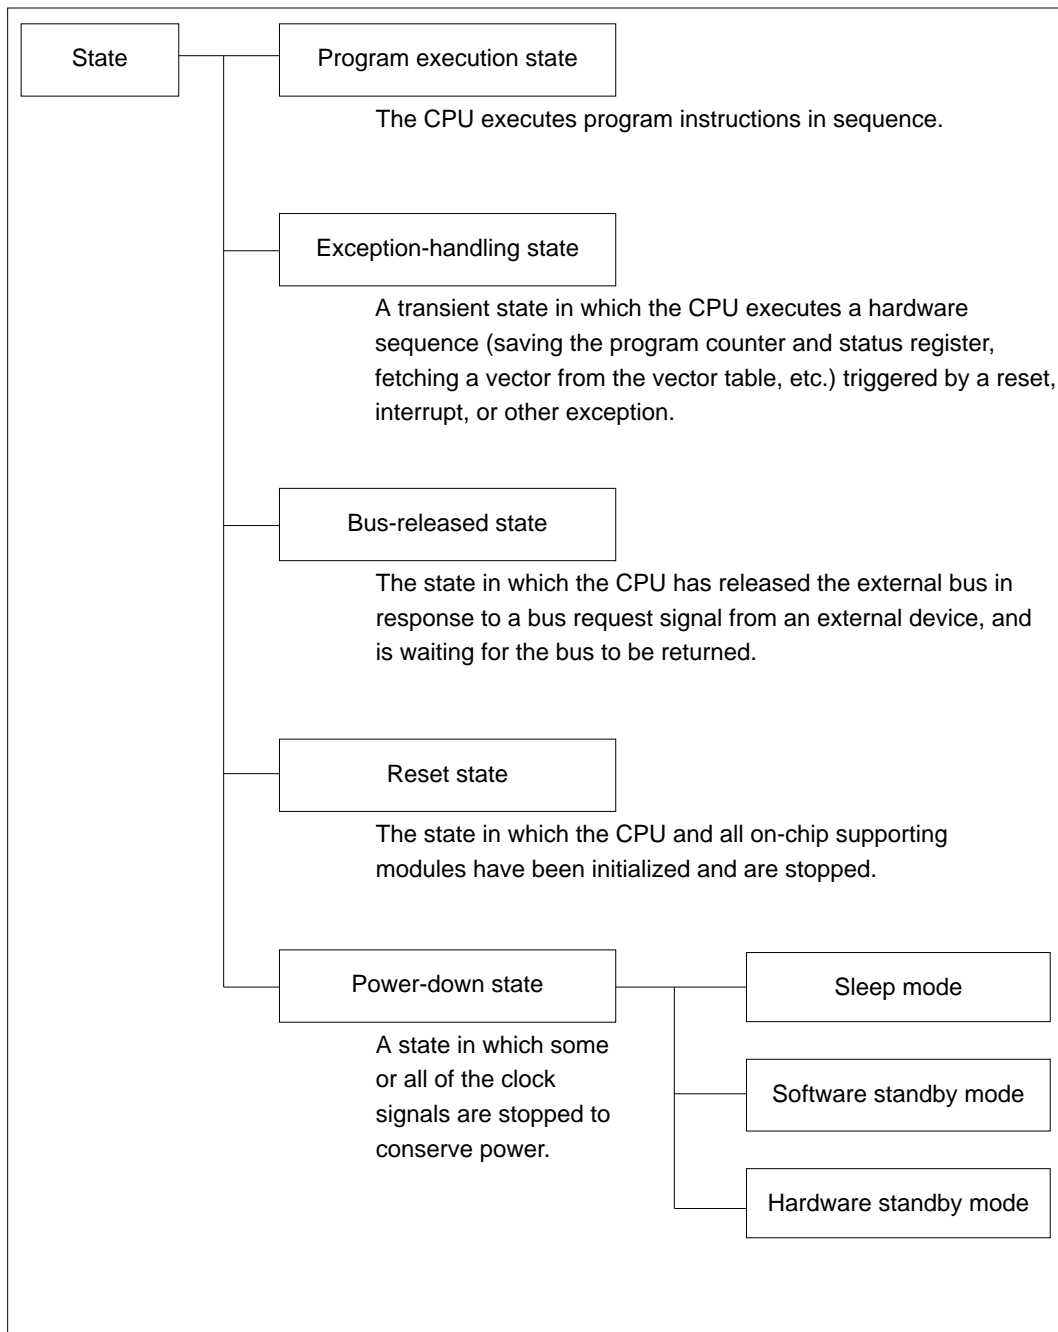 State
Program execution state
The CPU executes program instructions in sequence.
Exception-handling state
A transient state in which the CPU executes a hardware
sequence (saving the program counter and status register,
fetching a vector from the vector table, etc.) triggered by a reset,
interrupt, or other exception.
Bus-released state
The state in which the CPU has released the external bus in
response to a bus request signal from an external device, and
is waiting for the bus to be returned.
Reset state
The state in which the CPU and all on-chip supporting
modules have been initialized and are stopped.
Power-down state
A state in which some
or all of the clock
signals are stopped to
conserve power.
Sleep mode
Software standby mode
Hardware standby mode